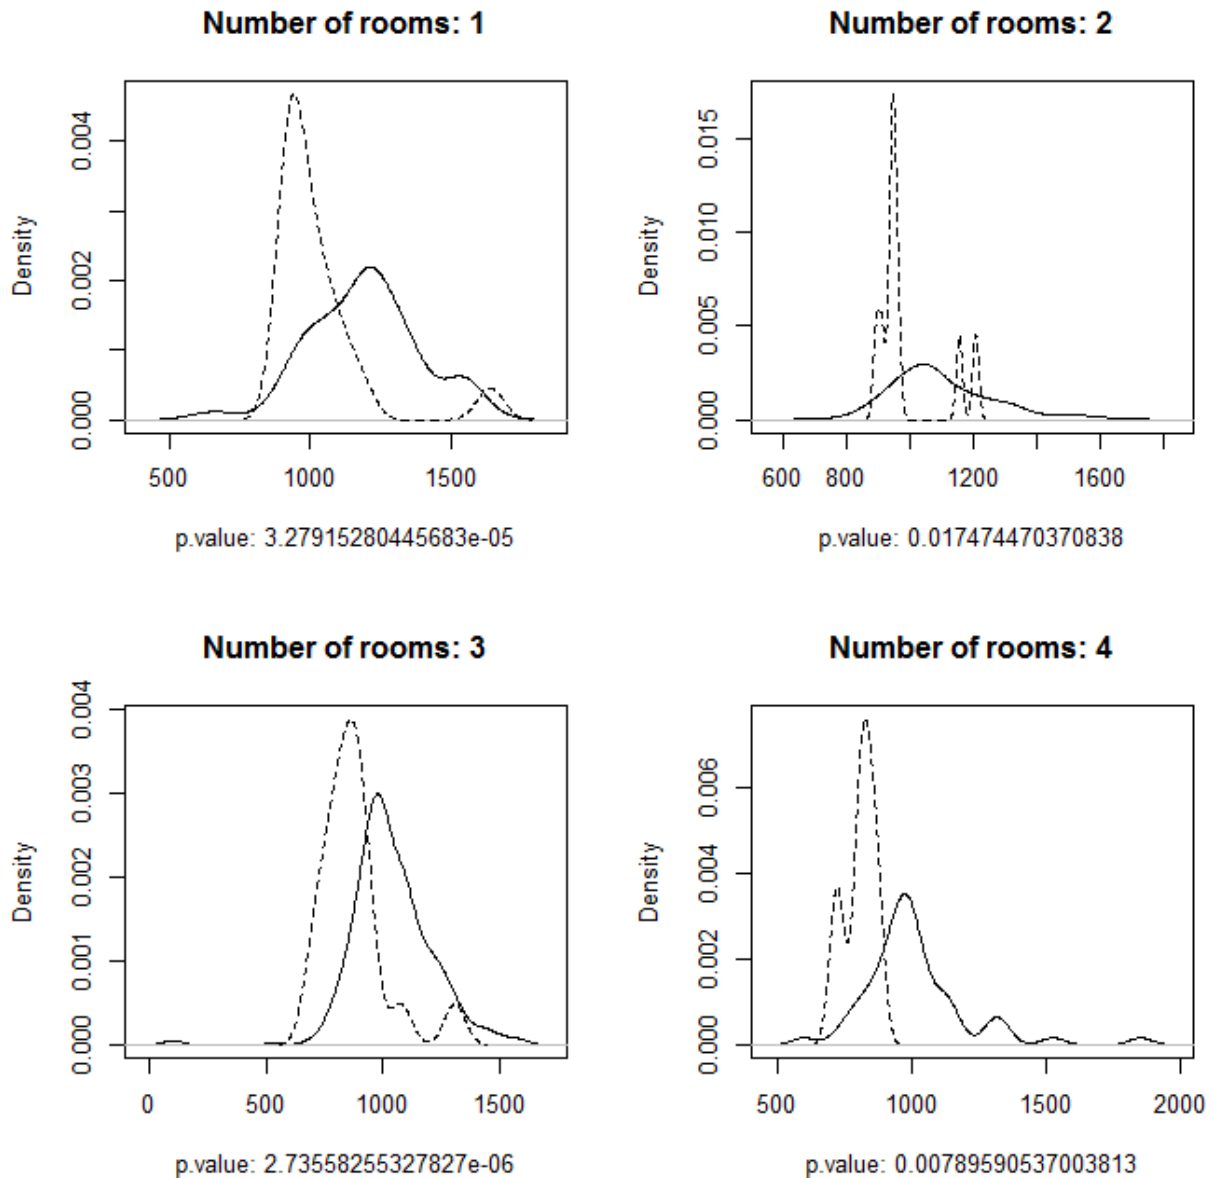 Number of rooms: 1
Density
0.000
0.002
0.004
500
1000
1500
p.value: 3.27915280445683e-05
Number of rooms: 2
Density
0.000
0.005
0.010
0.015
600
800
1200
1600
p.value: 0.017474470370838
Number of rooms: 3
Density
0.000
0.001
0.002
0.003
0.004
0
500
1000
1500
p.value: 2.73558255327827e-06
Number of rooms: 4
Density
0.000
0.002
0.004
0.006
500
1000
1500
2000
p.value: 0.00789590537003813